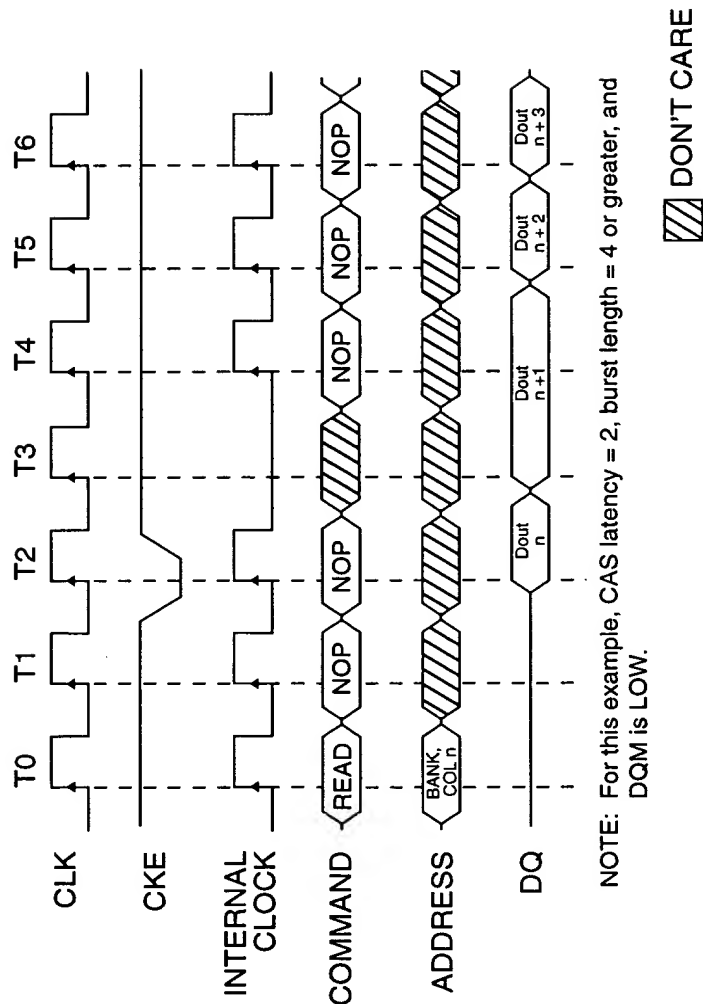 T0 T1 T2 T3 T4 T5 T6
CLK
CKE
INTERNAL
CLOCK
COMMAND READ NOP NOP NOP NOP NOP
ADDRESS BANK,
COL n
DQ Dout
n Dout
n+1 Dout
n + 2 Dout
n + 3
NOTE: For this example, CAS latency = 2, burst length = 4 or greater, and
DQM is LOW.
DON'T CARE